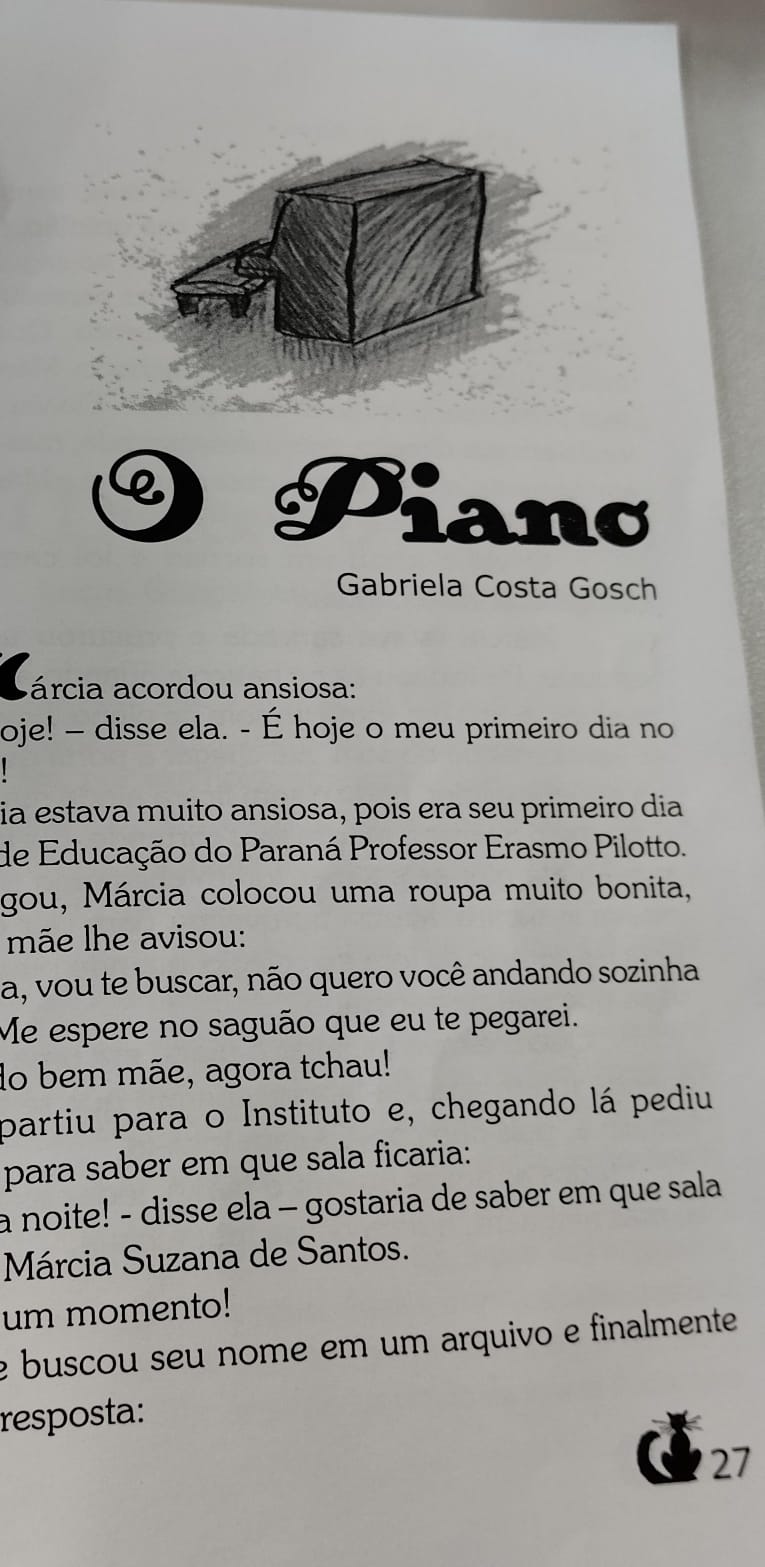 O Piano
Gabriela Costa Gosch
árcia acordou ansiosa:
oje! – disse ela. - É hoje o meu primeiro dia no
!
ia estava muito ansiosa, pois era seu primeiro dia
de Educação do Paraná Professor Erasmo Pilotto.
gou, Márcia colocou uma roupa muito bonita,
mãe lhe avisou:
a, vou te buscar, não quero você andando sozinha
Me espere no saguão que eu te pegarei.
do bem mãe, agora tchau!
partiu para o Instituto e, chegando lá pediu
para saber em que sala ficaria:
a noite! - disse ela – gostaria de saber em que sala
Márcia Suzana de Santos.
um momento!
e buscou seu nome em um arquivo e finalmente
resposta:
27